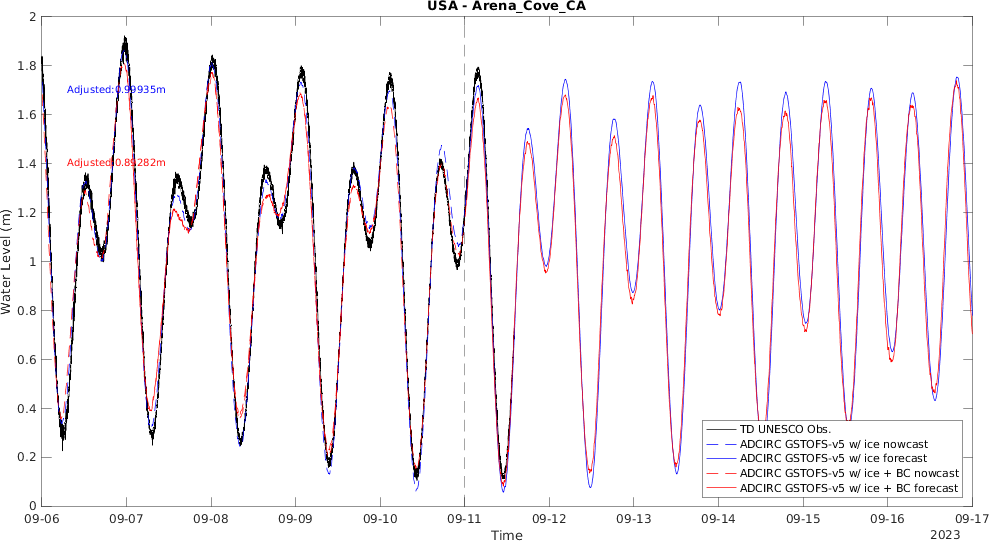 USA - Arena_Cove_CA
Water Level (m)
2
1.8
1.6
1.4
1.2
1
0.8
0.6
0.4
0.2
0
Adjusted:0.99935m
Adjusted:0.89282m
TD UNESCO Obs.
ADCIRC GSTOFS-v5 w/ ice nowcast
ADCIRC GSTOFS-v5 w/ ice forecast
ADCIRC GSTOFS-v5 w/ ice + BC nowcast
ADCIRC GSTOFS-v5 w/ ice + BC forecast
09-06 09-07 09-08 09-09 09-10 09-11 09-12 09-13 09-14 09-15 09-16 09-17
Time
2023